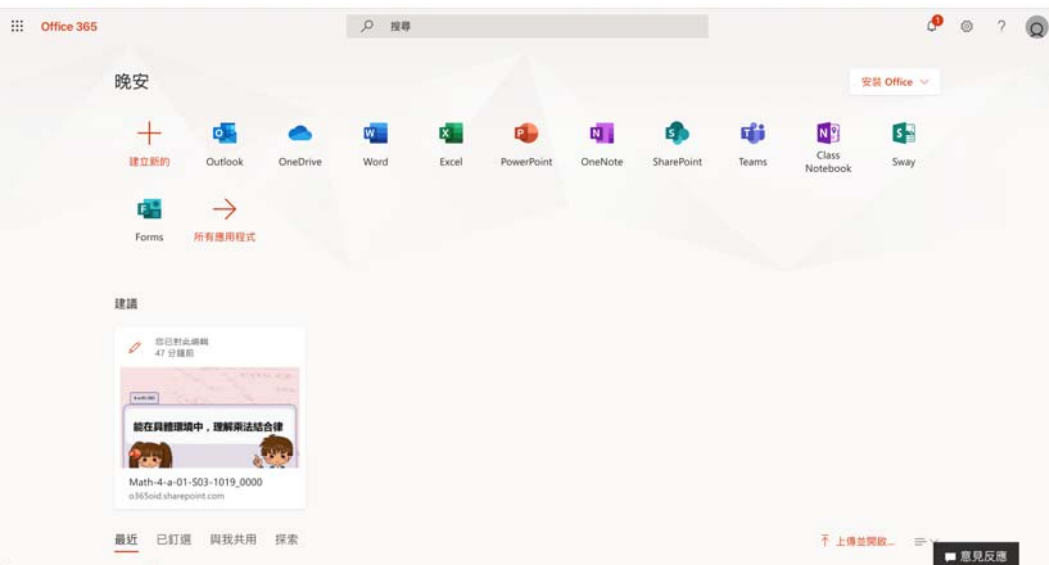 Office 365
搜尋
1
?
晚安
安裝 Office
建立新的
Outlook
OneDrive
Word
Excel
PowerPoint
OneNote
SharePoint
Teams
Class
Notebook
Sway
Forms
所有應用程式
建議
您已對此編輯
47 分鐘前
能在具體環境中，理解乘法結合律
Math-4-a-01-S03-1019_0000
o365oid.sharepoint.com
最近 已釘選 與我共用 探索
上傳並開啟...
意見反應